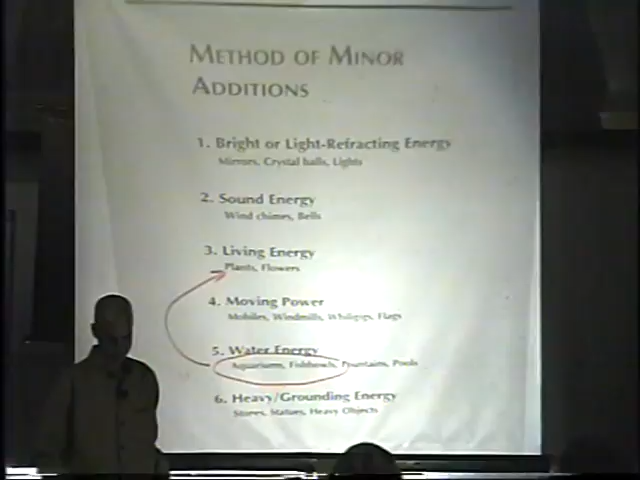 METHOD OF MINOR
ADDITIONS
1. Bright or Light-Refracting Energy
Mirrors, Crystal balls, Lights
2. Sound Energy
Wind chimes, Bells
3. Living Energy
Plants, Flowers
4. Moving Power
Mobiles, Windmills, Whiligigs, Flags
5. Water Energy
Aquariums, Fishbowls, Fountains, Pools
6. Heavy/Grounding Energy
Stones, Statues, Heavy Objects